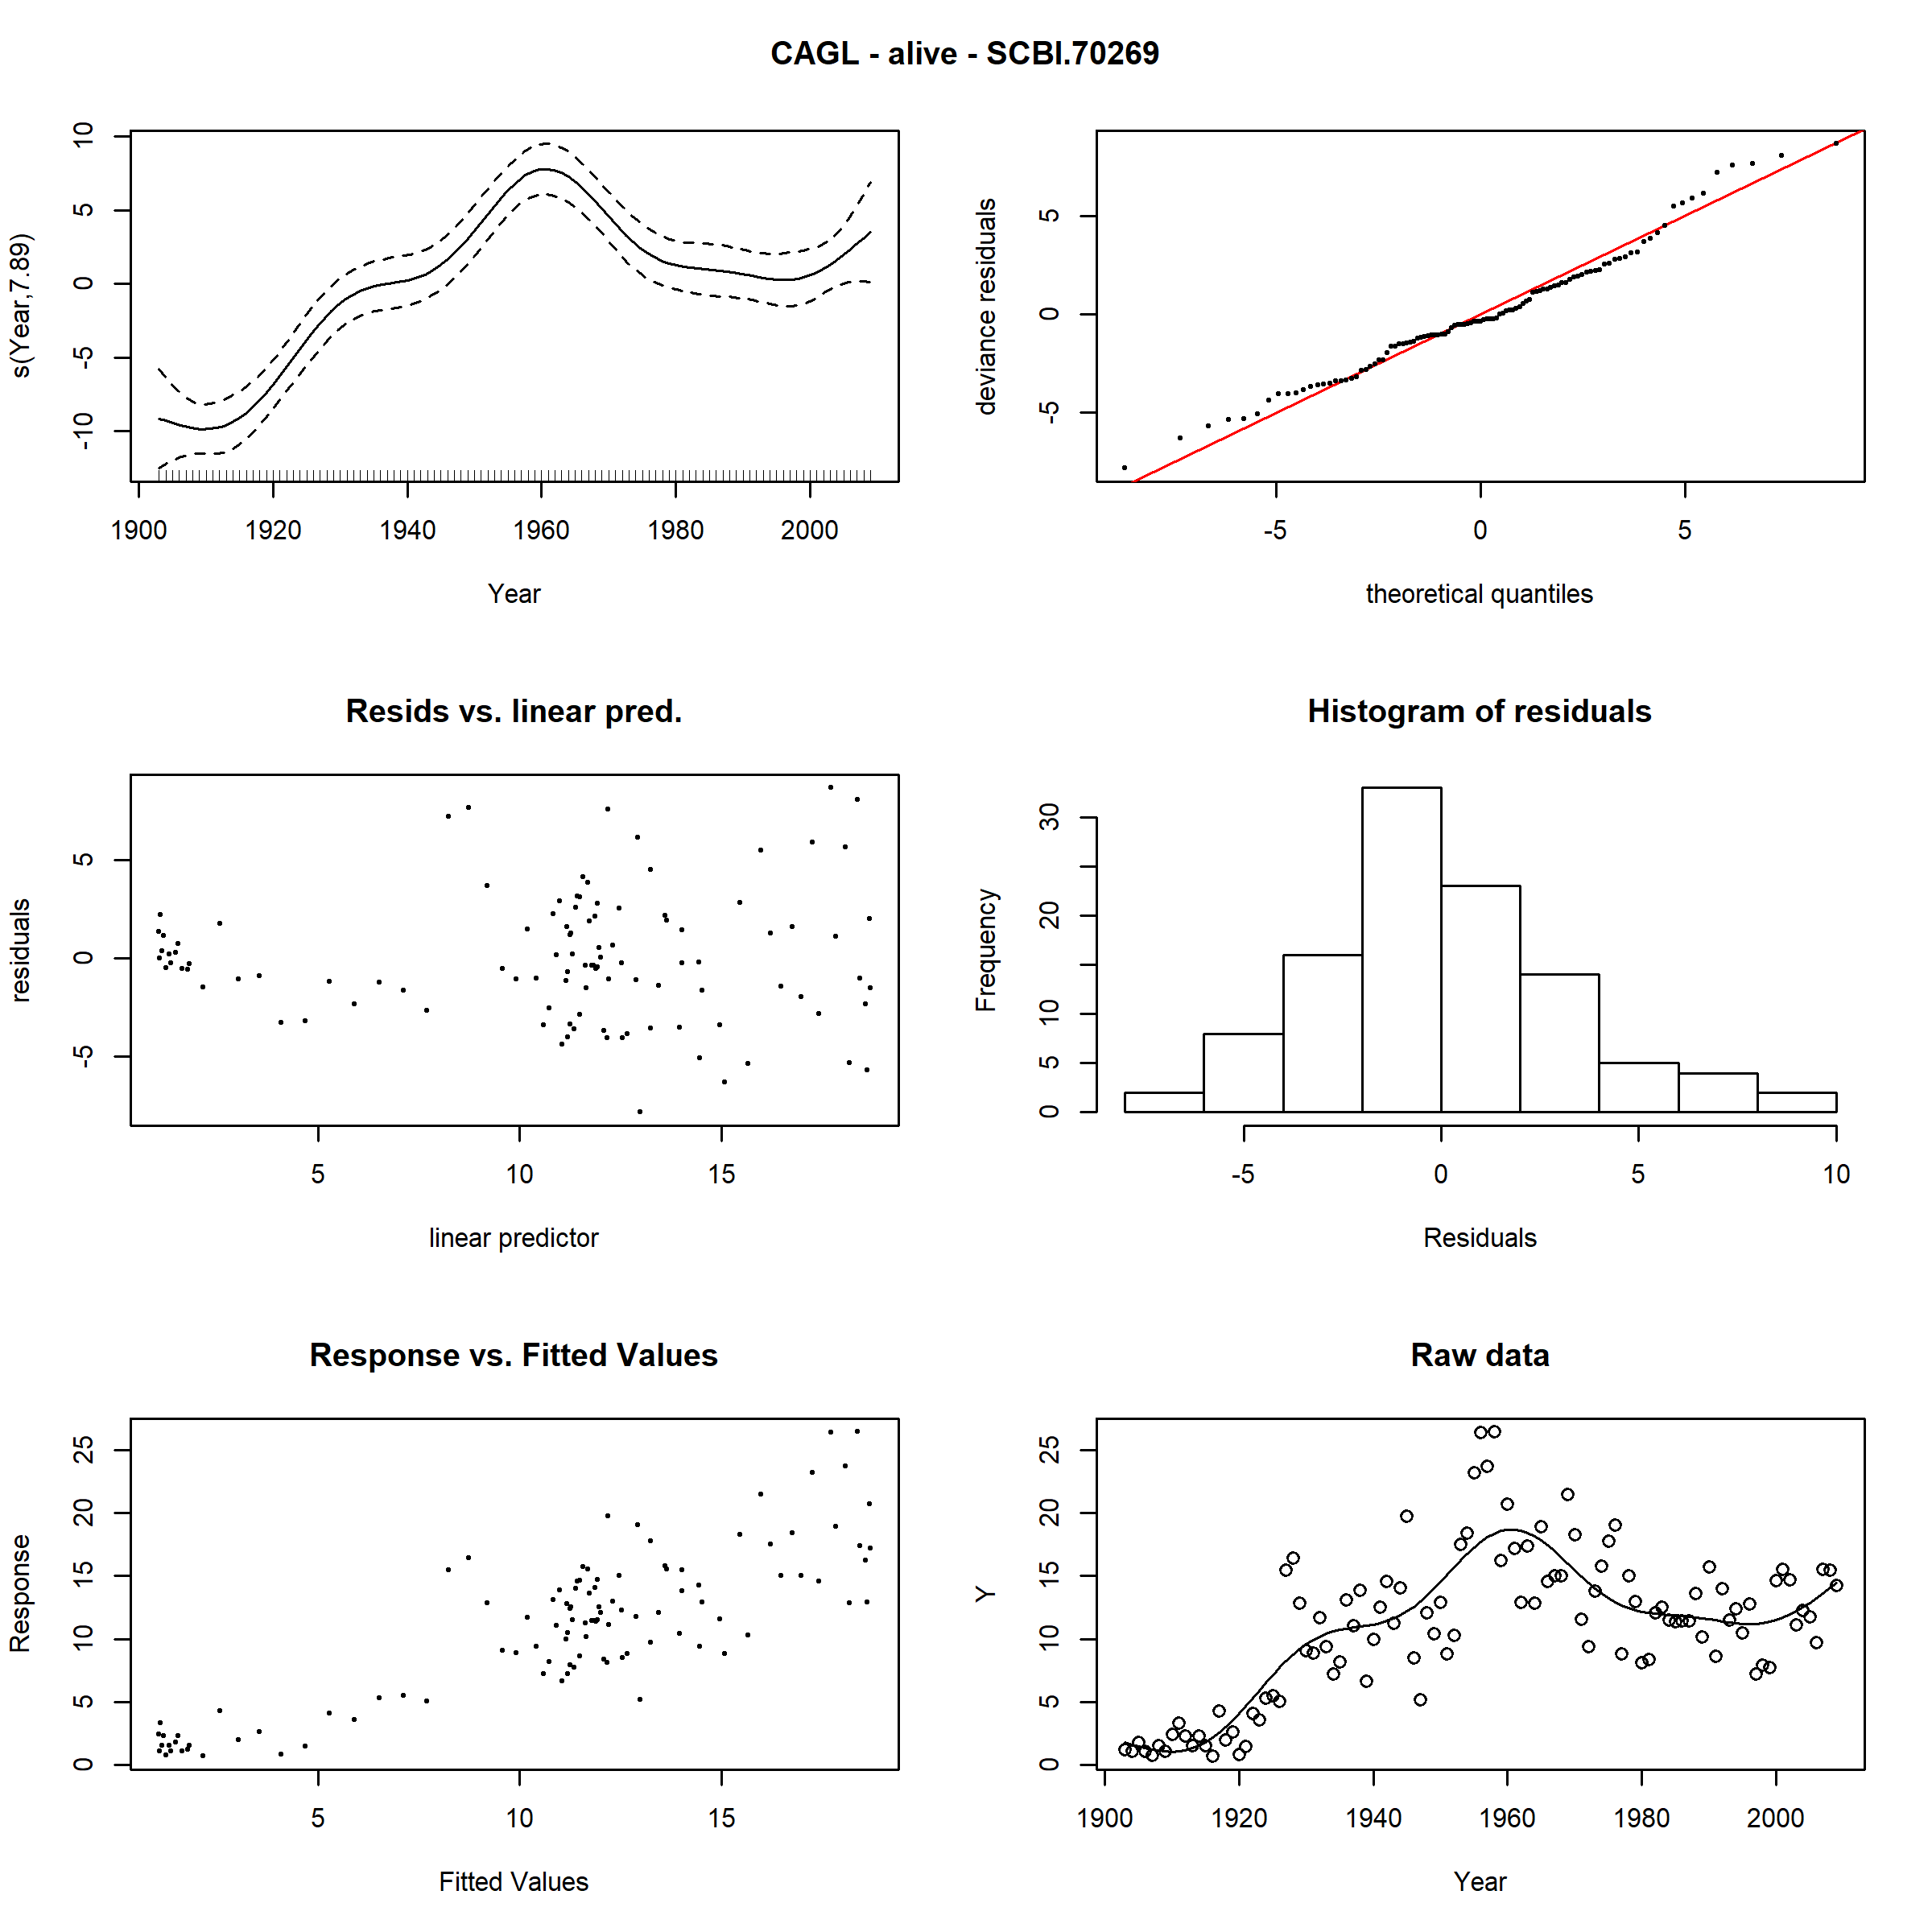 CAGL - alive - SCBI.70269
s(Year,7.89)
-10 -5 0 5 10
1900 1920 1940 1960 1980 2000
Year
deviance residuals
-5 0 5
-5 0 5
theoretical quantiles
Resids vs. linear pred.
residuals
-5 0 5
5 10 15
linear predictor
Histogram of residuals
Frequency
0 5 10 20 30
-5 0 5 10
Residuals
Response vs. Fitted Values
Response
0 5 10 15 20 25
5 10 15
Fitted Values
Raw data
Y
0 5 10 15 20 25
1900 1920 1940 1960 1980 2000
Year